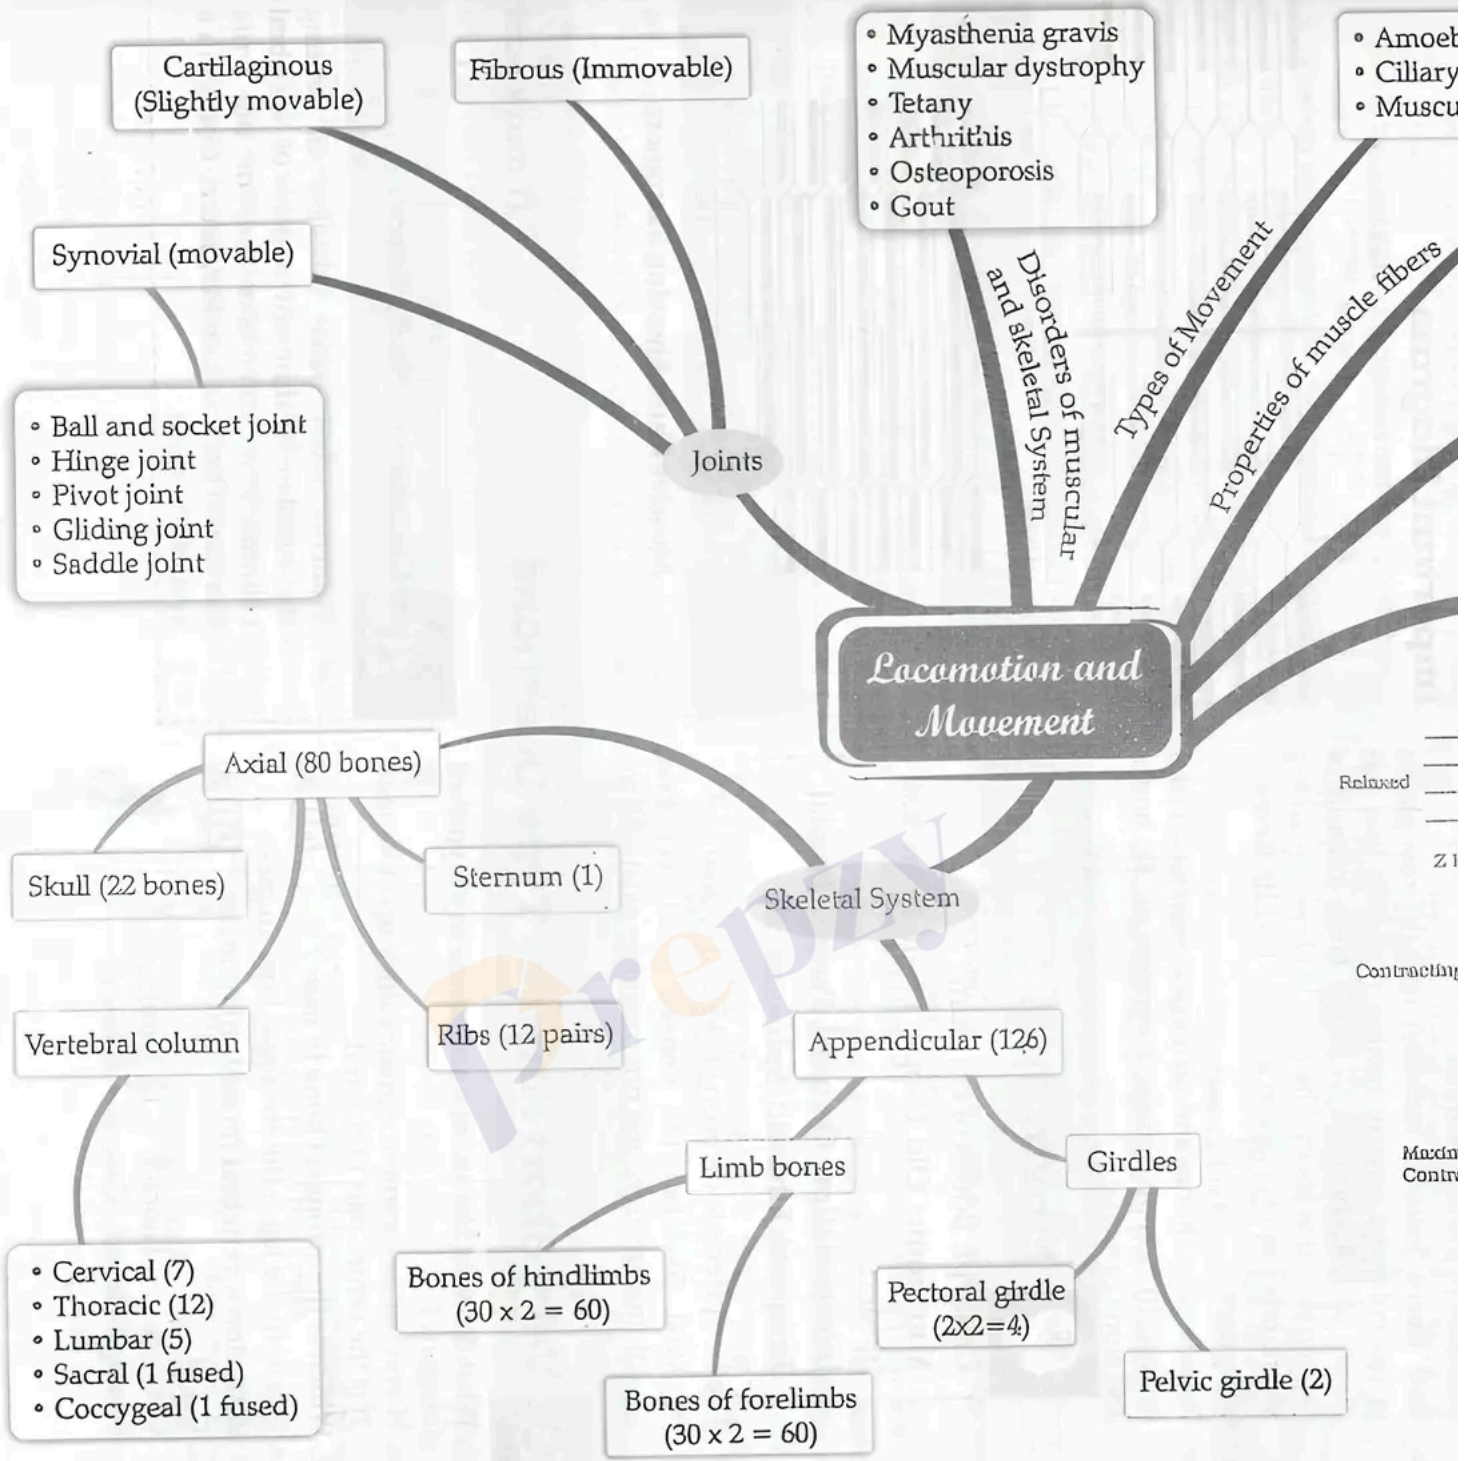 Cartilaginous
(Slightly movable)
Fibrous (Immovable)
Synovial (movable)
• Ball and socket joint
• Hinge joint
• Pivot joint
• Gliding joint
• Saddle joint
Joints
• Myasthenia gravis
• Muscular dystrophy
• Tetany
• Arthrithis
• Osteoporosis
• Gout
Disorders of muscular
and skeletal System
• Amoeb
• Ciliary
• Muscu
Types of Movement
Properties of muscle fibers
Locomotion and
Movement
Relaxed
Z l
Contracting
Contr
Skeletal System
Axial (80 bones)
Skull (22 bones)
Sternum (1)
Vertebral column
Ribs (12 pairs)
• Cervical (7)
• Thoracic (12)
• Lumbar (5)
• Sacral (1 fused)
• Coccygeal (1 fused)
Appendicular (126)
Limb bones
Girdles
Bones of hindlimbs
(30 x 2 = 60)
Bones of forelimbs
(30 x 2 = 60)
Pectoral girdle
(2x2=4)
Pelvic girdle (2)
prepzy